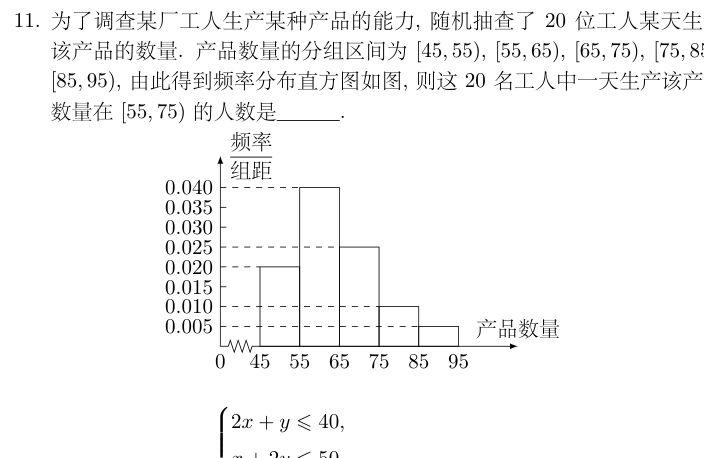 11. 为了调查某厂工人生产某种产品的能力, 随机抽查了 20 位工人某天生
该产品的数量. 产品数量的分组区间为 [45, 55), [55, 65), [65, 75), [75, 85
[85, 95), 由此得到频率分布直方图如图, 则这 20 名工人中一天生产该产
数量在 [55, 75) 的人数是______.
频率
组距
0.040
0.035
0.030
0.025
0.020
0.015
0.010
0.005
产品数量
0 45 55 65 75 85 95
2x + y ⩽ 40,
x + 2y ⩽ 50